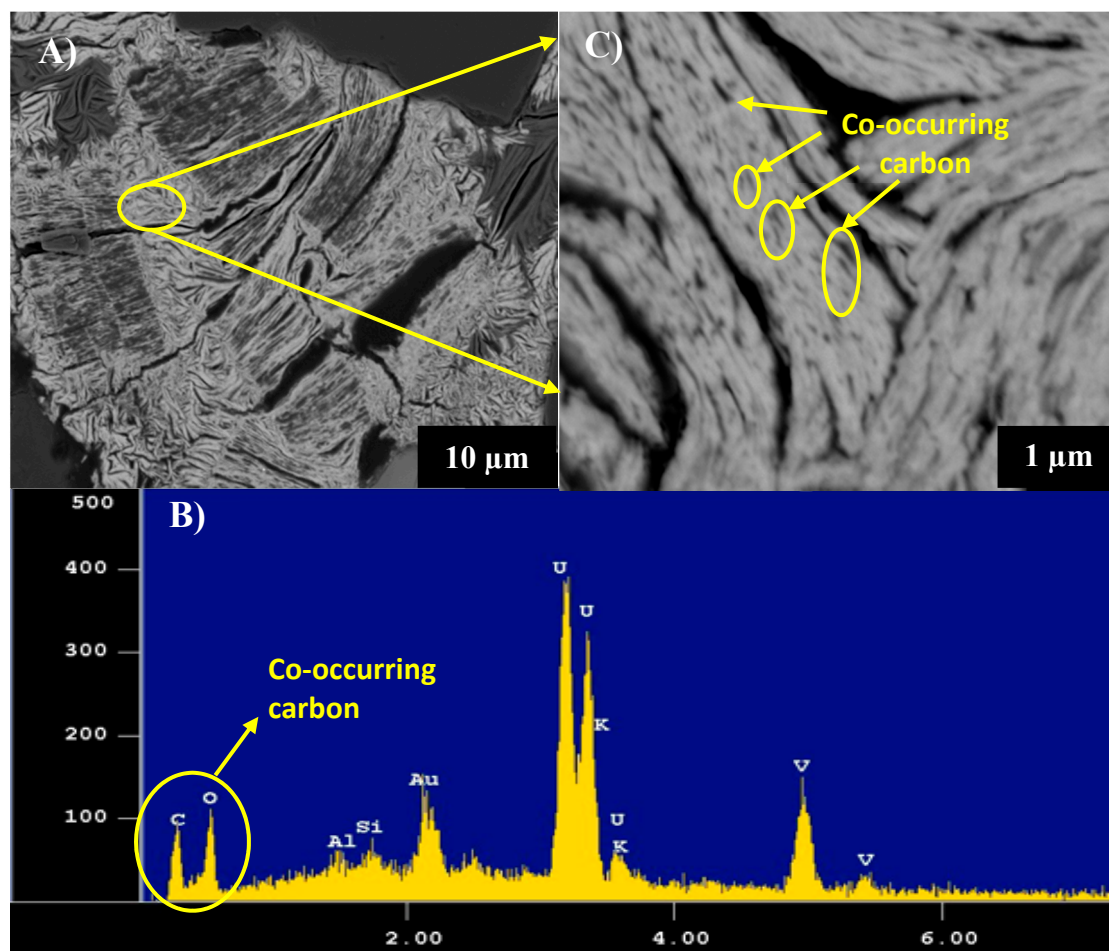 A)
10 µm
C)
Co-occurring
carbon
1 µm
B)
500
400
300
200
100
Co-occurring
carbon
C
O
Al
Si
Au
U
U
K
U
K
V
V
2.00
4.00
6.00